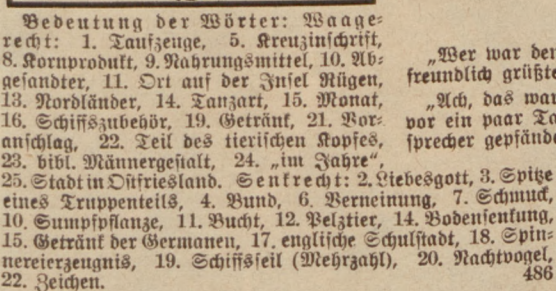 Bedeutung der Wörter: Waage-
recht: 1. Taufzeuge, 5. Kreuzinschrift,
8. Kornprodukt, 9. Nahrungsmittel, 10. Ab-
gesandter, 11. Ort auf der Insel Rügen,
13. Nordländer, 14. Tanzart, 15. Monat,
16. Schiffszubehör, 19. Getränk, 21. Vor-
anschlag, 22. Teil des tierischen Kopfes,
23. bibl. Männergestalt, 24. „im Jahre“,
25. Stadt in Ostfriesland. Senkrecht: 2. Liebesgott, 3. Spitze
eines Truppenteils, 4. Bund, 6. Verneinung, 7. Schmuck,
10. Sumpfpflanze, 11. Bucht, 12. Pelztier, 14. Bodensenkung,
15. Getränk der Germanen, 17. englische Schulstadt, 18. Spin-
nereierzeugnis, 19. Schiffsseil (Mehrzahl), 20. Nachtvogel,
22. Zeichen. 486
„Wer war den
freundlich grüßte
„Ach, das war
vor ein paar Ta
sprecher gepfände